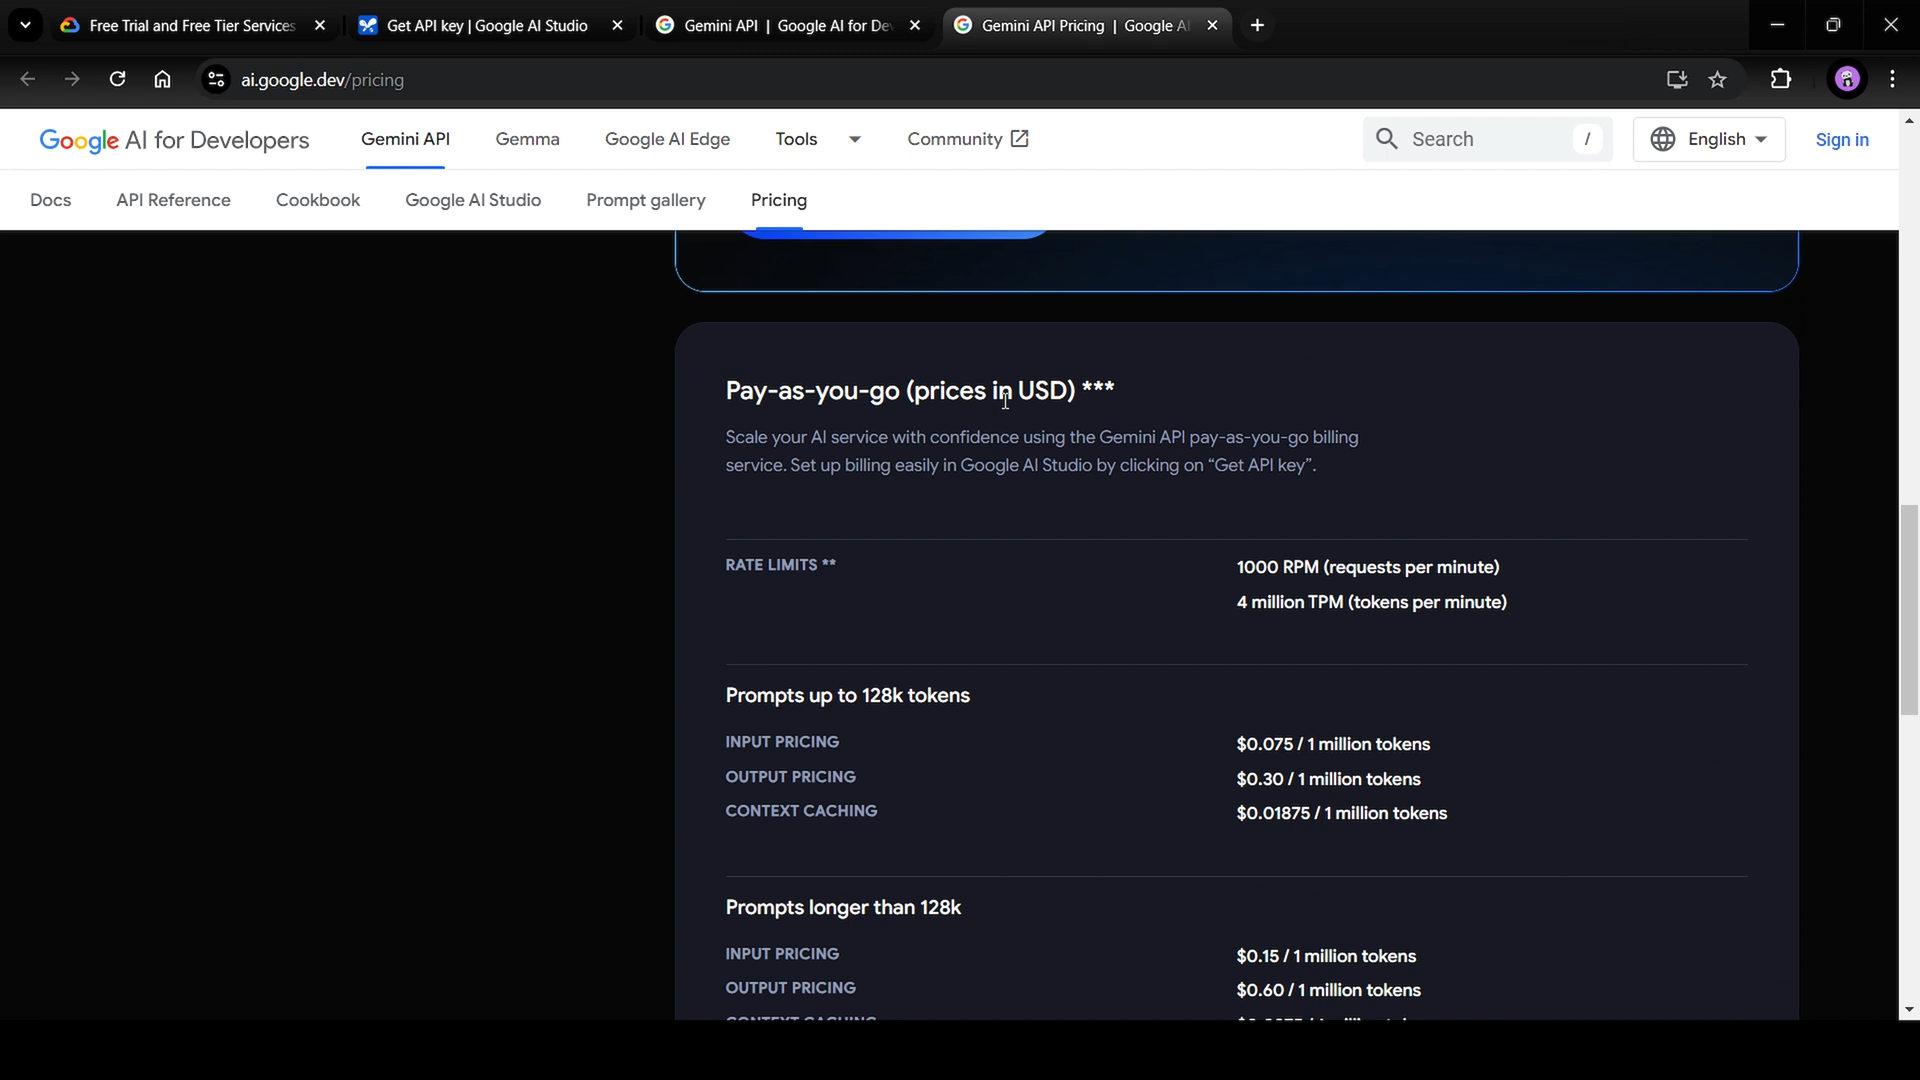 Free Trial and Free Tier Services
Get API key | Google AI Studio
Gemini API | Google AI for De
Gemini API Pricing | Google A
ai.google.dev/pricing
Google AI for Developers
Gemini API
Gemma
Google AI Edge
Tools
Community
Search
/
English
Sign in
Docs
API Reference
Cookbook
Google AI Studio
Prompt gallery
Pricing
Pay-as-you-go (prices in USD) ***
Scale your AI service with confidence using the Gemini API pay-as-you-go billing
service. Set up billing easily in Google AI Studio by clicking on “Get API key”.
RATE LIMITS **
1000 RPM (requests per minute)
4 million TPM (tokens per minute)
Prompts up to 128k tokens
INPUT PRICING
$0.075 / 1 million tokens
OUTPUT PRICING
$0.30 / 1 million tokens
CONTEXT CACHING
$0.01875 / 1 million tokens
Prompts longer than 128k
INPUT PRICING
$0.15 / 1 million tokens
OUTPUT PRICING
$0.60 / 1 million tokens